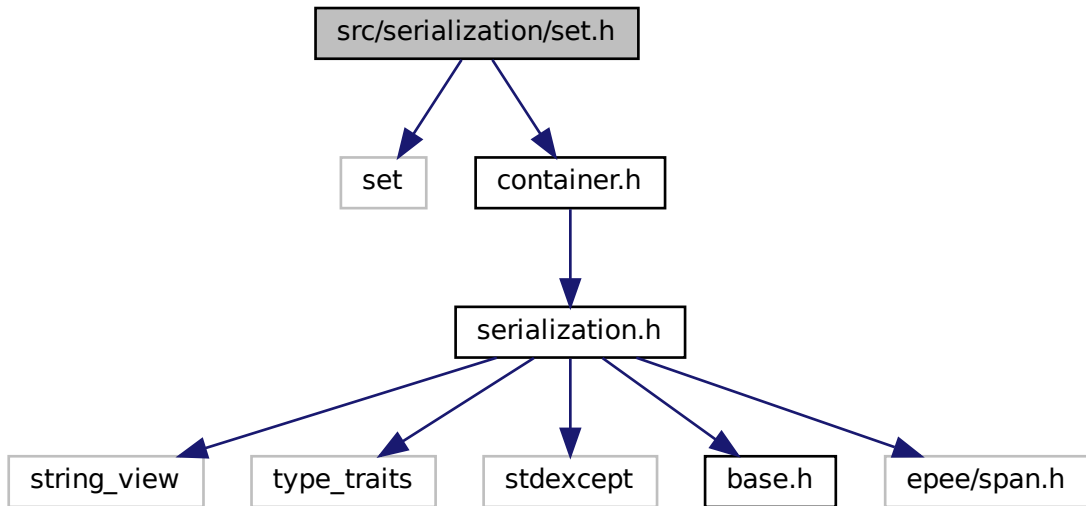 src/serialization/set.h
set
container.h
serialization.h
string_view
type_traits
stdexcept
base.h
epee/span.h